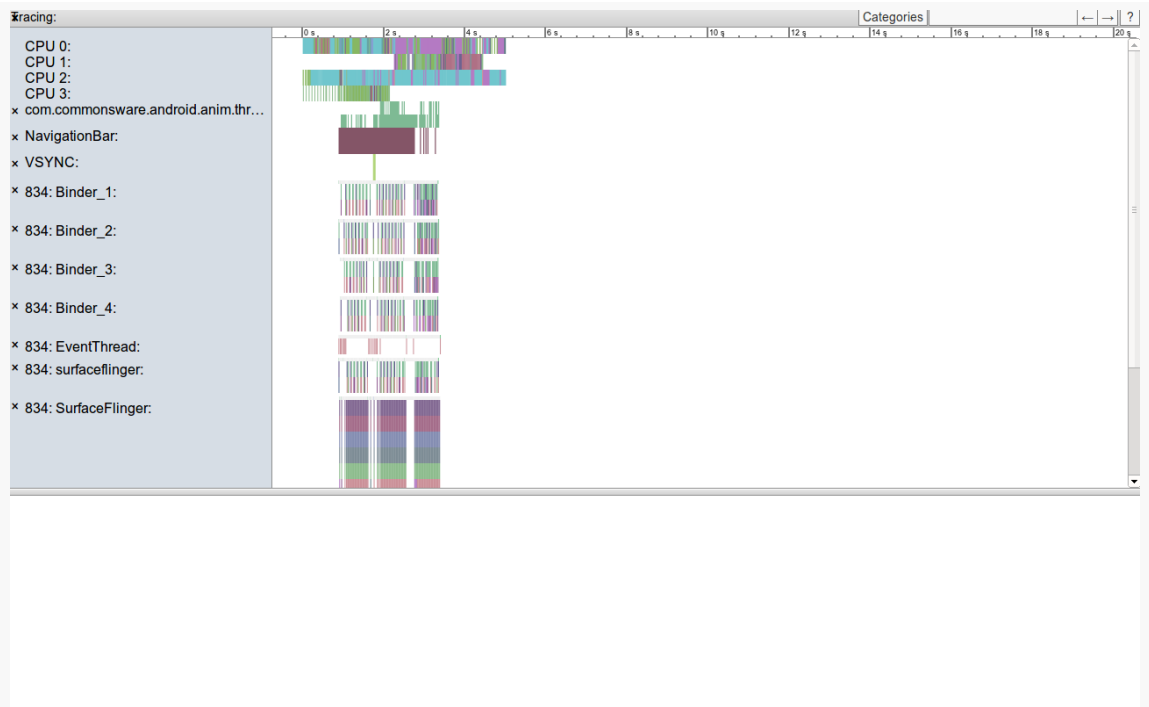 Tracing: Categories ← → ?
0 s 2 s 4 s 6 s 8 s 10 s 12 s 14 s 16 s 18 s 20 s
CPU 0:
CPU 1:
CPU 2:
CPU 3:
× com.commonsware.android.anim.thr…
× NavigationBar:
× VSYNC:
× 834: Binder_1:
× 834: Binder_2:
× 834: Binder_3:
× 834: Binder_4:
× 834: EventThread:
× 834: surfaceflinger:
× 834: SurfaceFlinger: